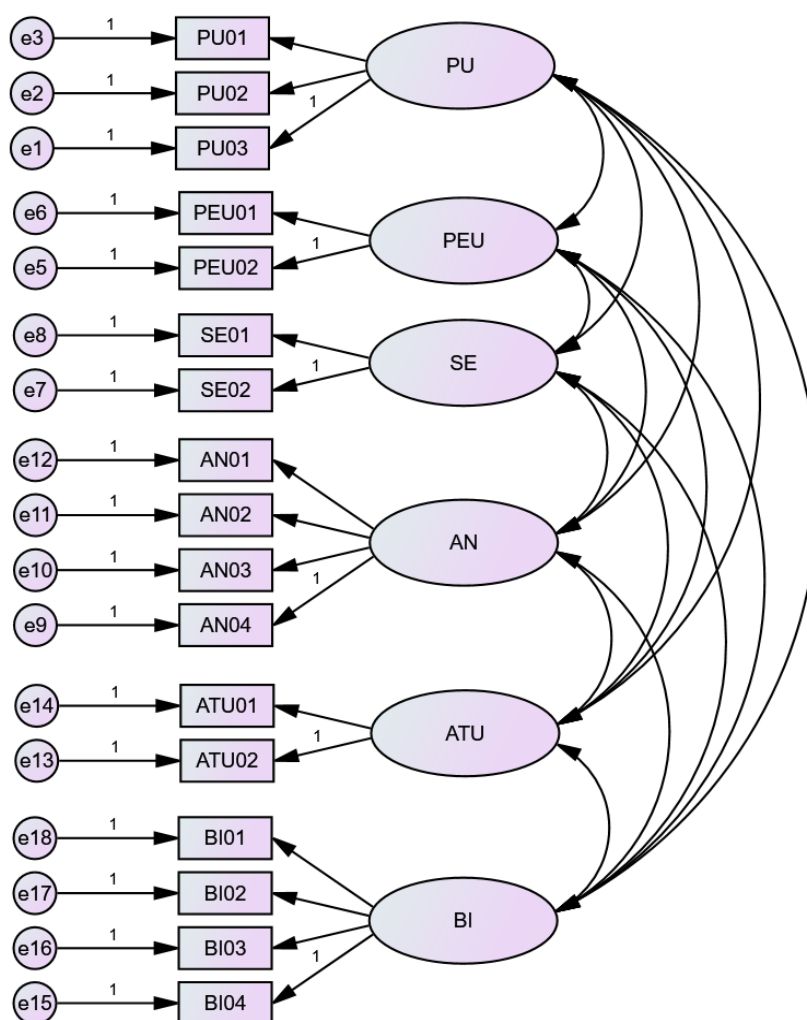 e3 1 PU01
PU
e2 1 PU02
1
e1 1 PU03
e6 1 PEU01
PEU
1
e5 1 PEU02
e8 1 SE01
SE
1
e7 1 SE02
e12 1 AN01
e11 1 AN02
AN
e10 1 AN03
1
e9 1 AN04
e14 1 ATU01
ATU
1
e13 1 ATU02
e18 1 BI01
e17 1 BI02
BI
e16 1 BI03
1
e15 1 BI04